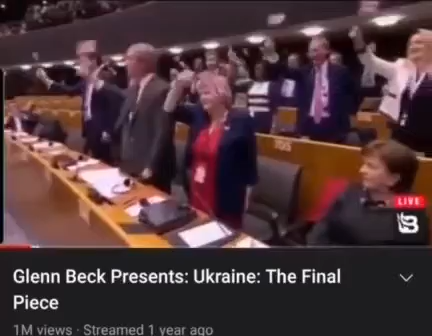 LIVE
B
Glenn Beck Presents: Ukraine: The Final
Piece
1M views · Streamed 1 year ago